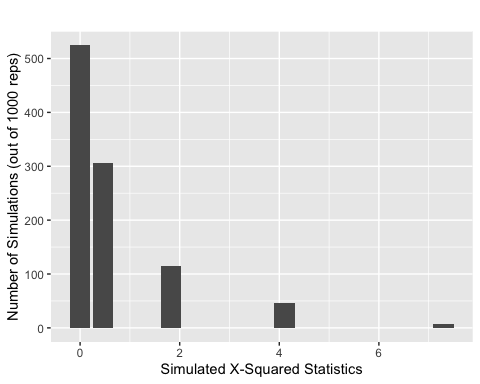 Number of Simulations (out of 1000 reps)
500
400
300
200
100
0
0 2 4 6
Simulated X-Squared Statistics